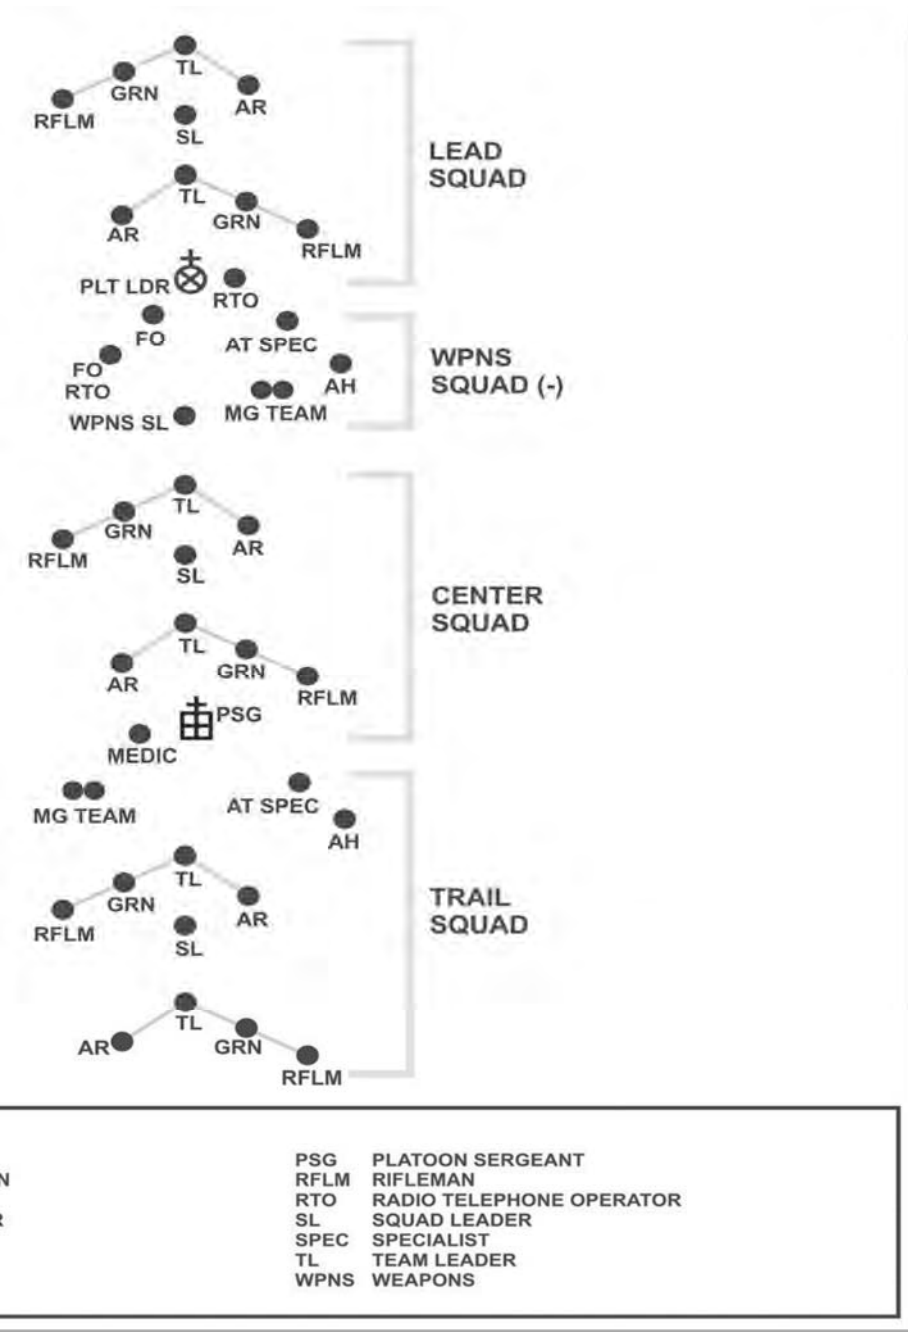 TL
GRN
AR
RFLM
SL
TL
GRN
AR
RFLM
LEAD
SQUAD
PLT LDR
RTO
FO
AT SPEC
FO
RTO
AH
MG TEAM
WPNS SL
WPNS
SQUAD (-)
TL
GRN
AR
RFLM
SL
TL
GRN
AR
RFLM
CENTER
SQUAD
PSG
MEDIC
MG TEAM
AT SPEC
AH
TL
GRN
AR
RFLM
SL
TL
AR
GRN
RFLM
TRAIL
SQUAD
PSG PLATOON SERGEANT
N RFLM RIFLEMAN
RTO RADIO TELEPHONE OPERATOR
R SL SQUAD LEADER
SPEC SPECIALIST
TL TEAM LEADER
WPNS WEAPONS